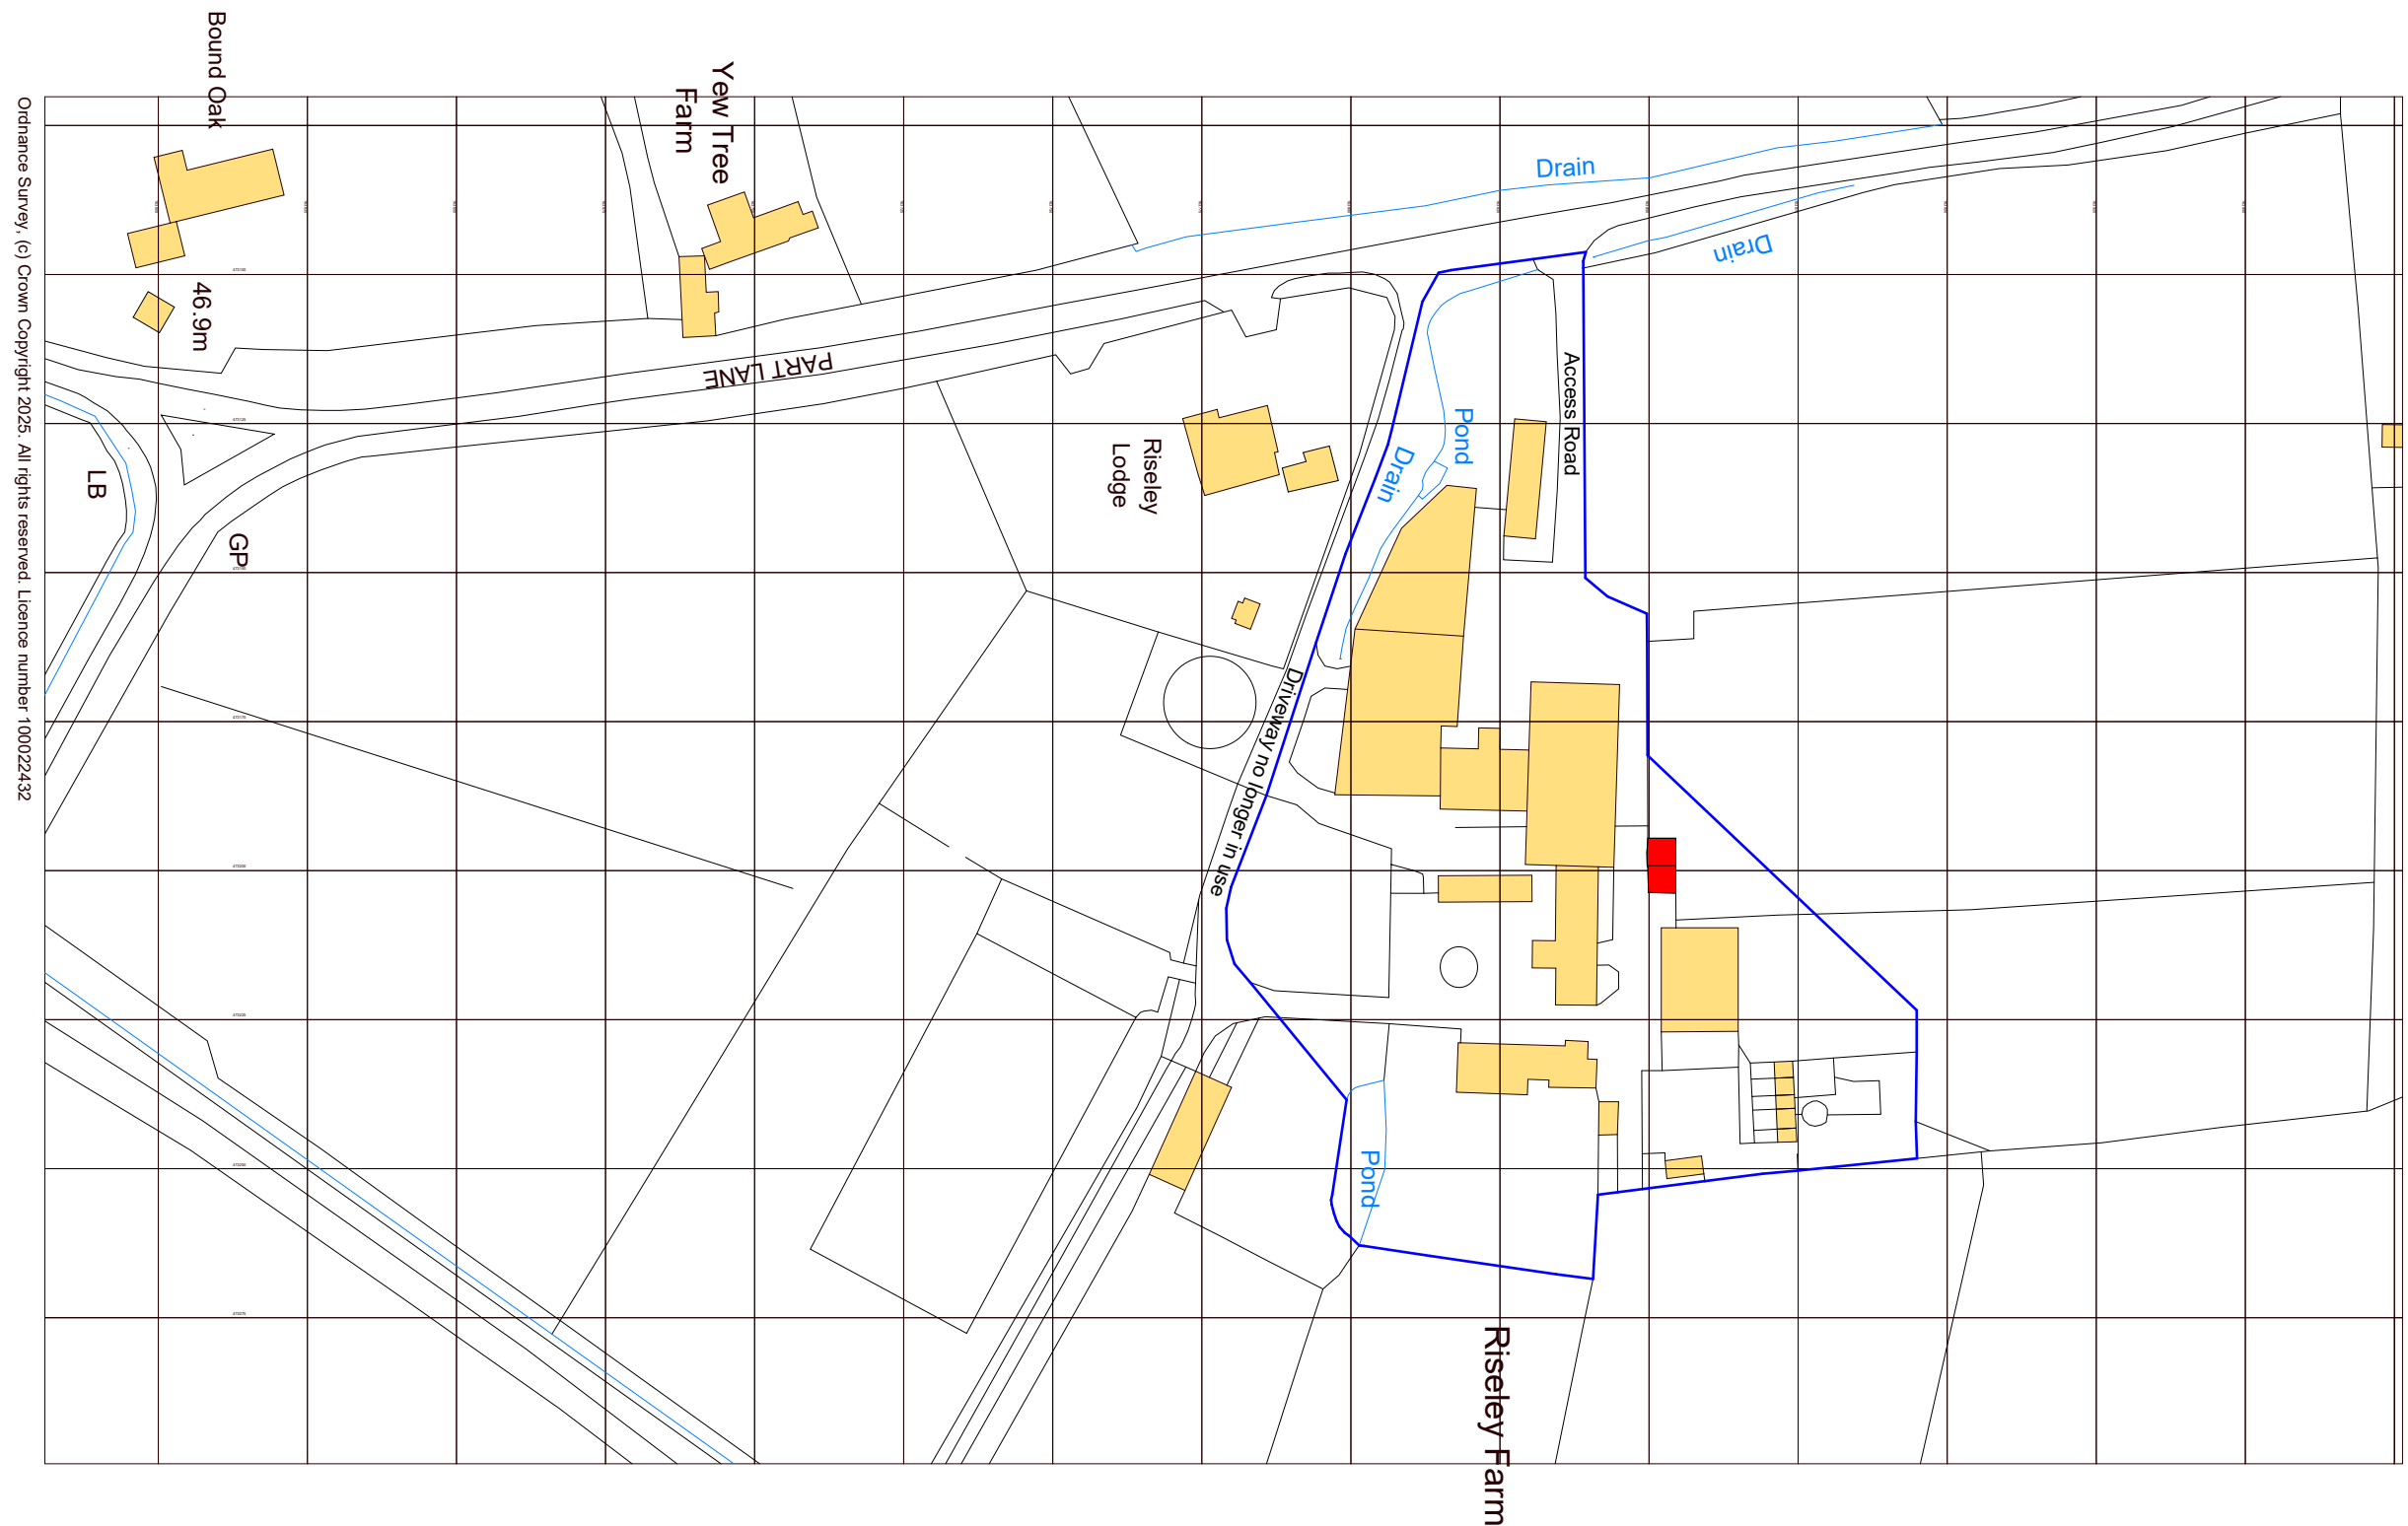 Bound Oak
Yew Tree
Farm
46.9m
PART LANE
Drain
Drain
Access Road
Pond
Drain
Riseley
Lodge
LB
GP
Driveway no longer in use
Pond
Riseley Farm
Ordnance Survey, (c) Crown Copyright 2025. All rights reserved. Licence number 100022432